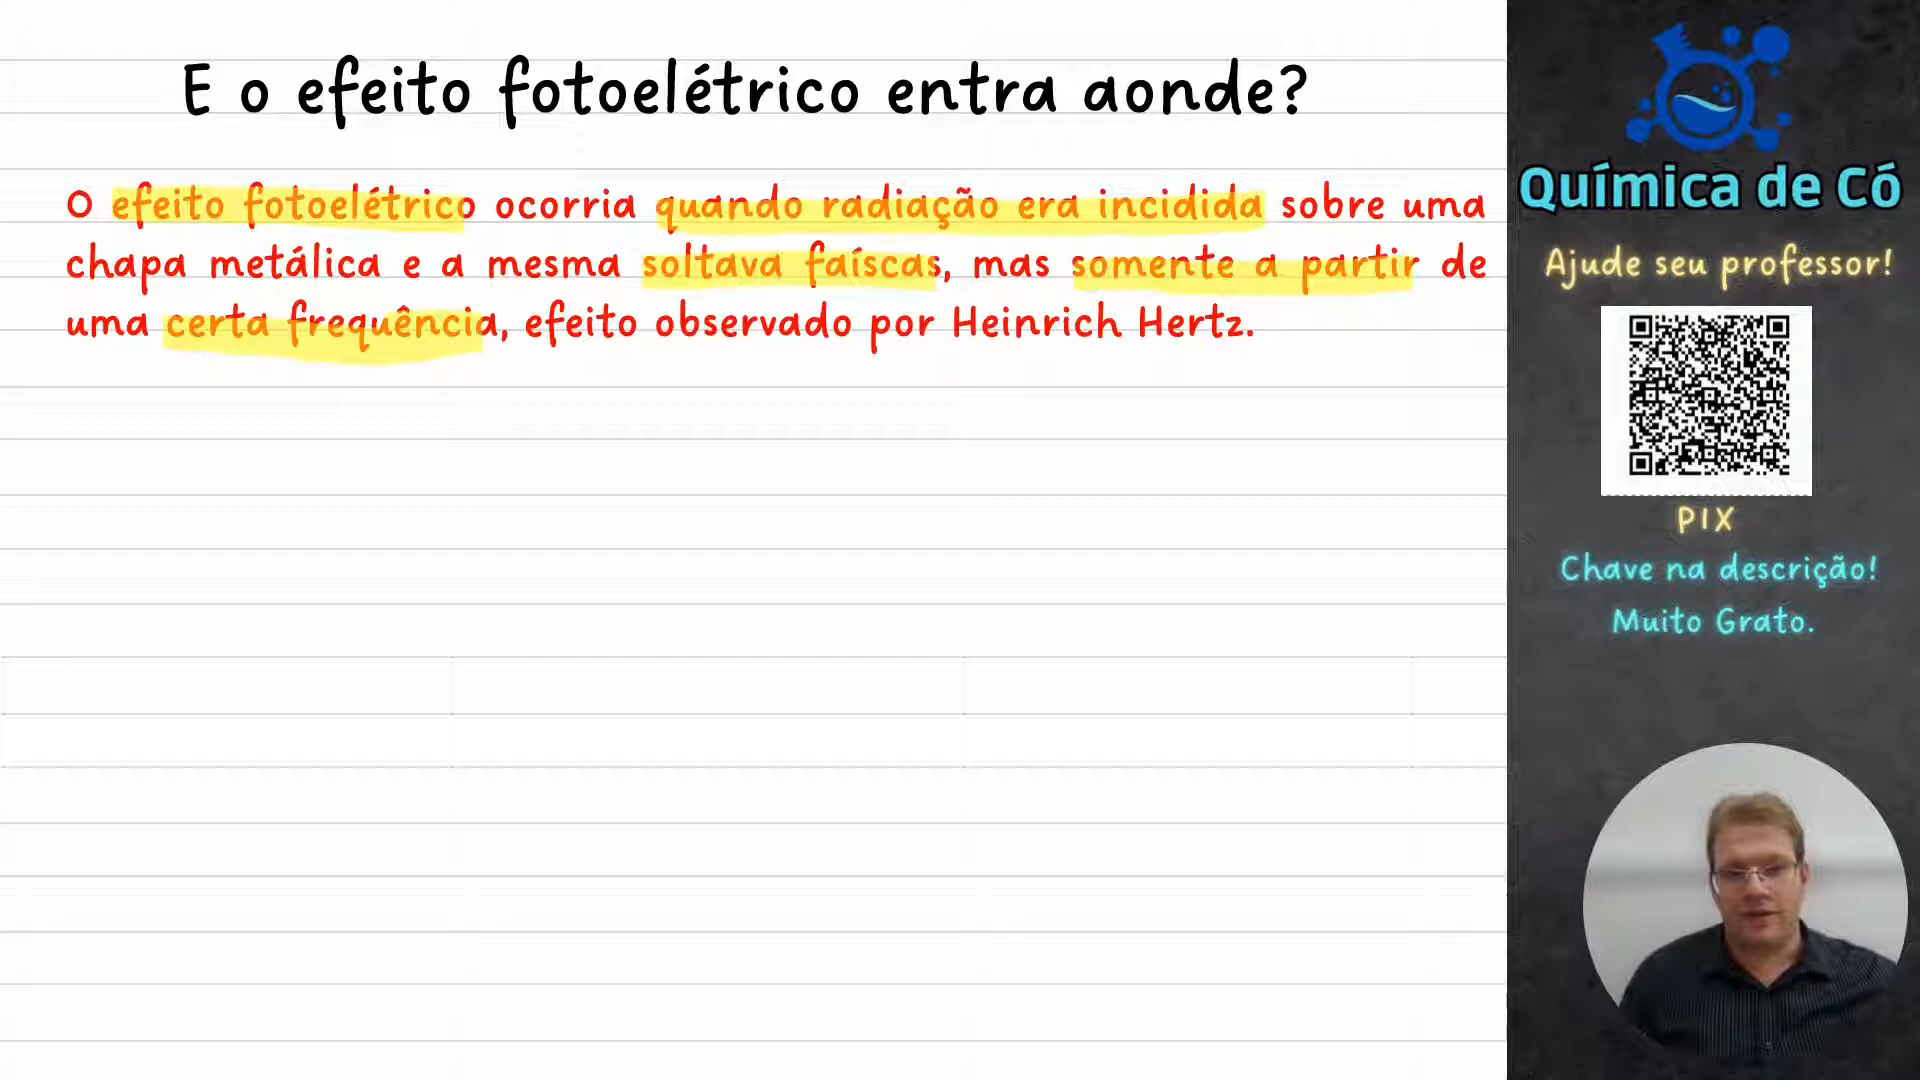 E o efeito fotoelétrico entra aonde?
O efeito fotoelétrico ocorria quando radiação era incidida sobre uma
chapa metálica e a mesma soltava faíscas, mas somente a partir de
uma certa frequência, efeito observado por Heinrich Hertz.
Química de Có
Ajude seu professor!
PIX
Chave na descrição!
Muito Grato.